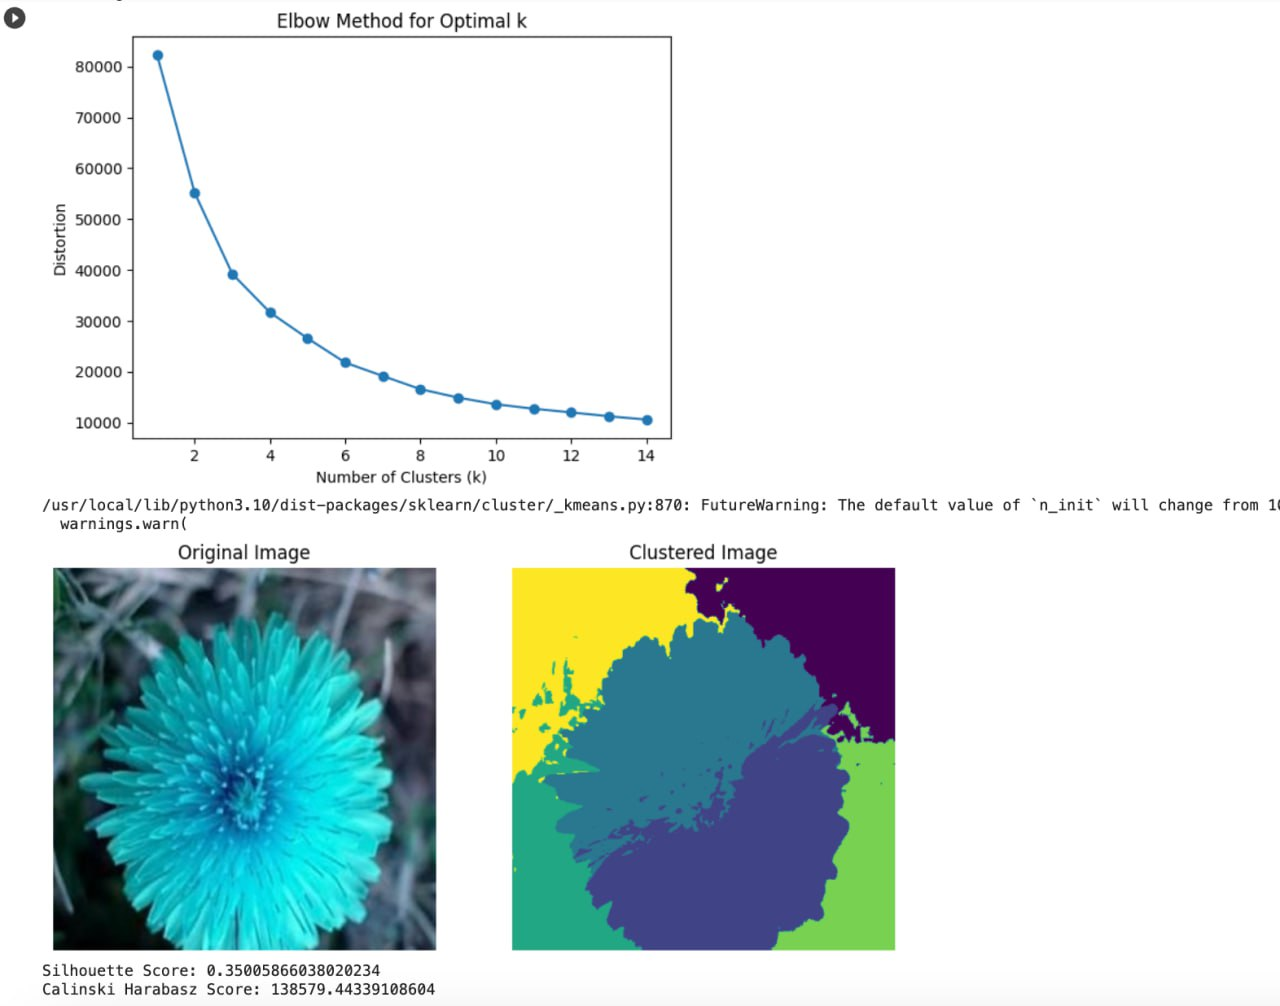 Elbow Method for Optimal k
80000
70000
60000
50000
40000
30000
20000
10000
Distortion
2 4 6 8 10 12 14
Number of Clusters (k)
/usr/local/lib/python3.10/dist-packages/sklearn/cluster/_kmeans.py:870: FutureWarning: The default value of `n_init` will change from 10
warnings.warn(
Original Image Clustered Image
Silhouette Score: 0.35005866038020234
Calinski Harabasz Score: 138579.44339108604